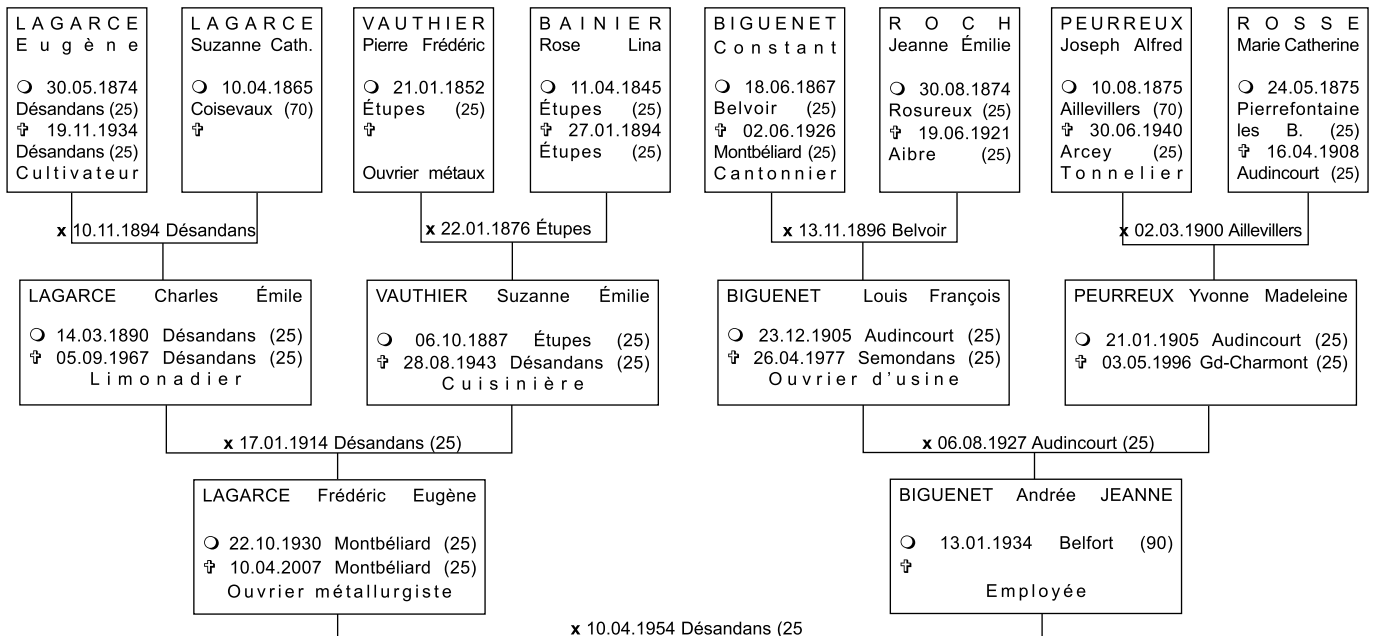 LAGARCE
Eugène
❍ 30.05.1874
Désandans (25)
✞ 19.11.1934
Désandans (25)
Cultivateur
LAGARCE
Suzanne Cath.
❍ 10.04.1865
Coisevaux (70)
✞
VAUTHIER
Pierre Frédéric
❍ 21.01.1852
Étupes (25)
✞
Ouvrier métaux
BAINIER
Rose Lina
❍ 11.04.1845
Étupes (25)
✞ 27.01.1894
Étupes (25)
BIGUENET
Constant
❍ 18.06.1867
Belvoir (25)
✞ 02.06.1926
Montbéliard (25)
Cantonnier
ROCH
Jeanne Émilie
❍ 30.08.1874
Rosureux (25)
✞ 19.06.1921
Aibre (25)
PEURREUX
Joseph Alfred
❍ 10.08.1875
Aillevillers (70)
✞ 30.06.1940
Arcey (25)
Tonnelier
ROSSE
Marie Catherine
❍ 24.05.1875
Pierrefontaine
les B. (25)
✞ 16.04.1908
Audincourt (25)
x 10.11.1894 Désandans
x 22.01.1876 Étupes
x 13.11.1896 Belvoir
x 02.03.1900 Aillevillers
LAGARCE Charles Émile
❍ 14.03.1890 Désandans (25)
✞ 05.09.1967 Désandans (25)
Limonadier
VAUTHIER Suzanne Émilie
❍ 06.10.1887 Étupes (25)
✞ 28.08.1943 Désandans (25)
Cuisinière
BIGUENET Louis François
❍ 23.12.1905 Audincourt (25)
✞ 26.04.1977 Semondans (25)
Ouvrier d'usine
PEURREUX Yvonne Madeleine
❍ 21.01.1905 Audincourt (25)
✞ 03.05.1996 Gd-Charmont (25)
x 17.01.1914 Désandans (25)
x 06.08.1927 Audincourt (25)
LAGARCE Frédéric Eugène
❍ 22.10.1930 Montbéliard (25)
✞ 10.04.2007 Montbéliard (25)
Ouvrier métallurgiste
BIGUENET Andrée JEANNE
❍ 13.01.1934 Belfort (90)
✞
Employée
x 10.04.1954 Désandans (25